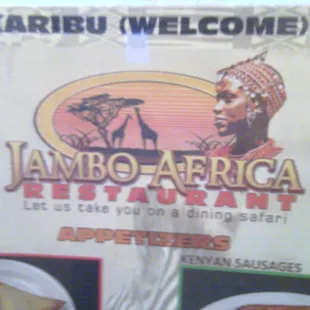 KARIBU (WELCOME)
JAMBO AFRICA
RESTAURANT
Let us take you on a dining safari
APPETIZERS
KENYAN SAUSAGES